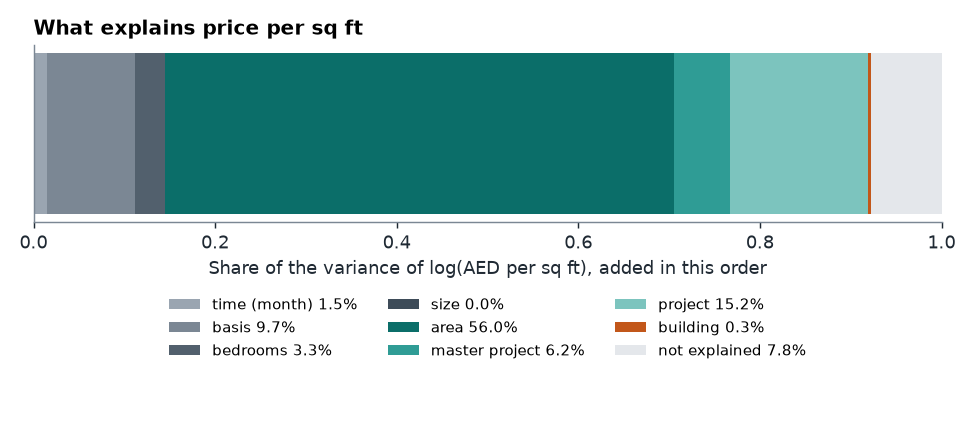 What explains price per sq ft
0.0 0.2 0.4 0.6 0.8 1.0
Share of the variance of log(AED per sq ft), added in this order
time (month) 1.5% size 0.0% project 15.2%
basis 9.7% area 56.0% building 0.3%
bedrooms 3.3% master project 6.2% not explained 7.8%